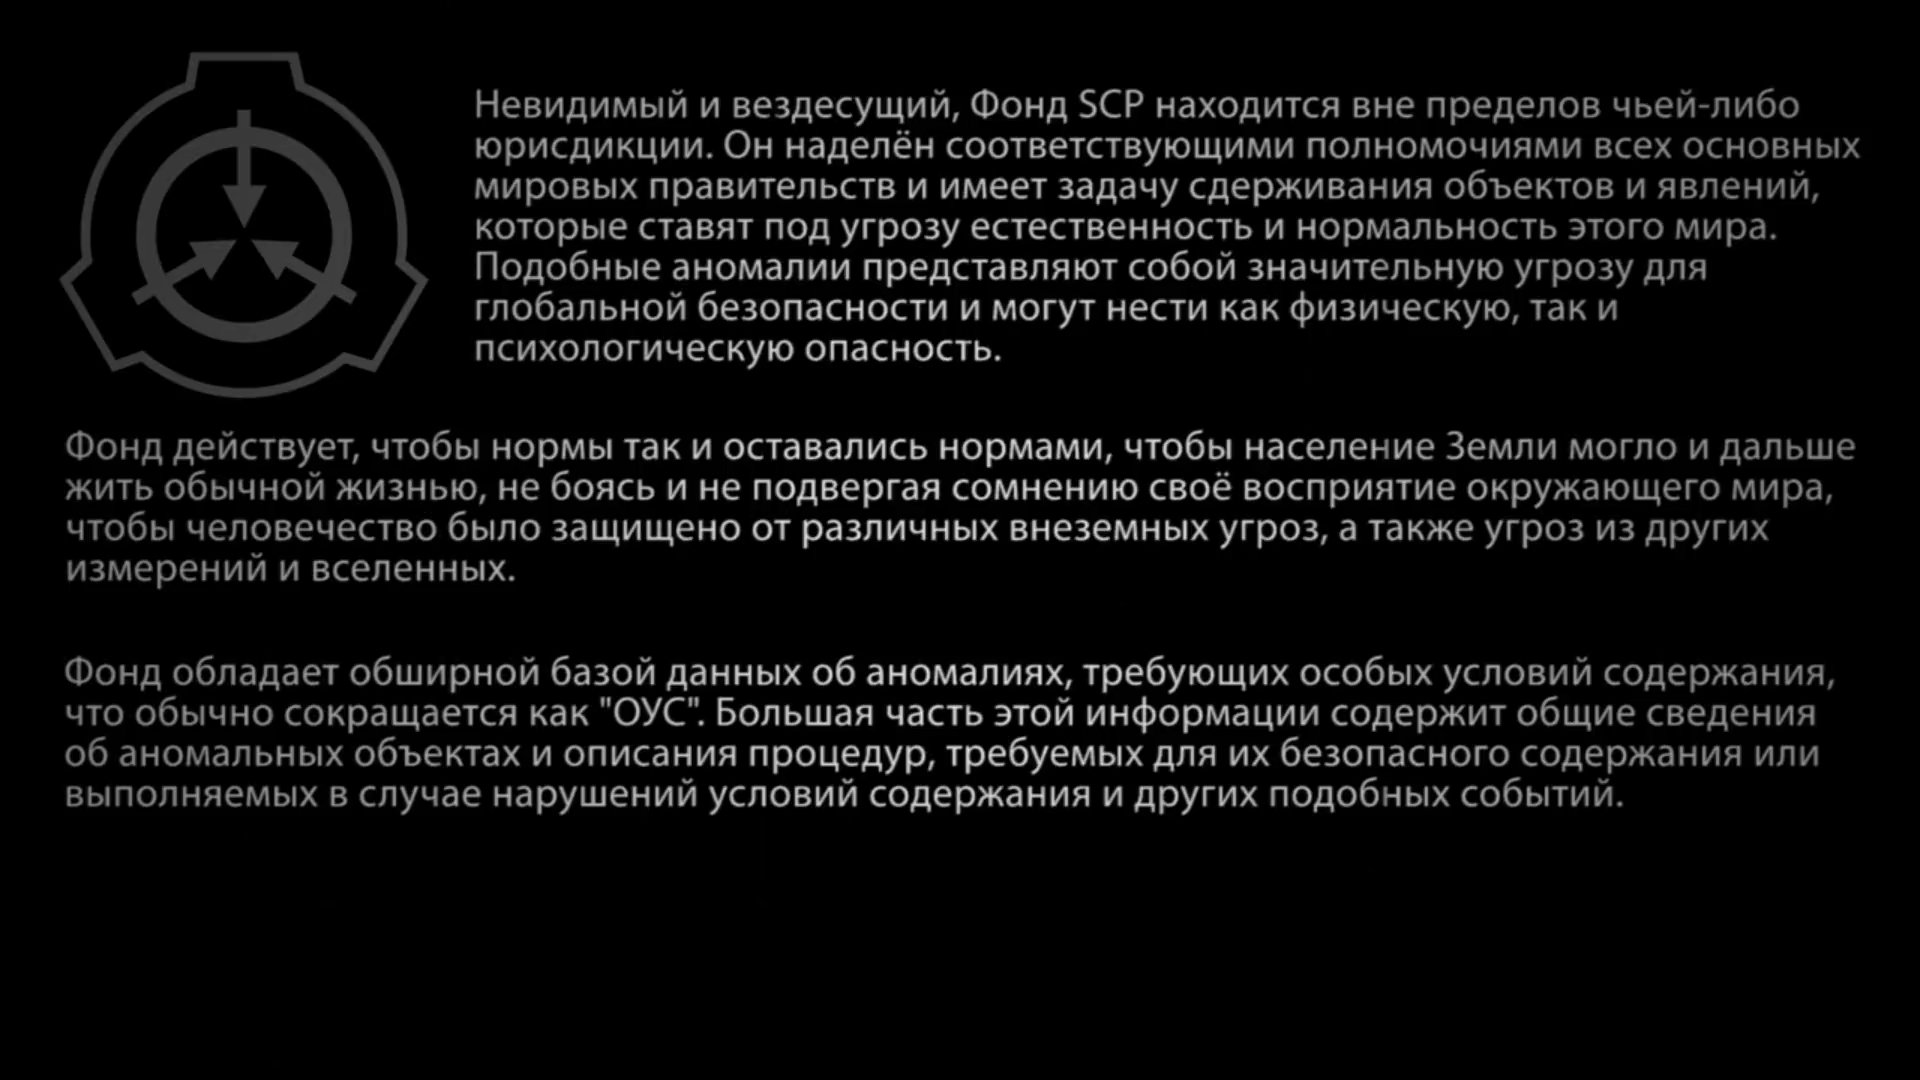 Невидимый и вездесущий, Фонд SCP находится вне пределов чьей-либо
юрисдикции. Он наделён соответствующими полномочиями всех основных
мировых правительств и имеет задачу сдерживания объектов и явлений,
которые ставят под угрозу естественность и нормальность этого мира.
Подобные аномалии представляют собой значительную угрозу для
глобальной безопасности и могут нести как физическую, так и
психологическую опасность.
Фонд действует, чтобы нормы так и оставались нормами, чтобы население Земли могло и дальше
жить обычной жизнью, не боясь и не подвергая сомнению своё восприятие окружающего мира,
чтобы человечество было защищено от различных внеземных угроз, а также угроз из других
измерений и вселенных.
Фонд обладает обширной базой данных об аномалиях, требующих особых условий содержания,
что обычно сокращается как "ОУС". Большая часть этой информации содержит общие сведения
об аномальных объектах и описания процедур, требуемых для их безопасного содержания или
выполняемых в случае нарушений условий содержания и других подобных событий.